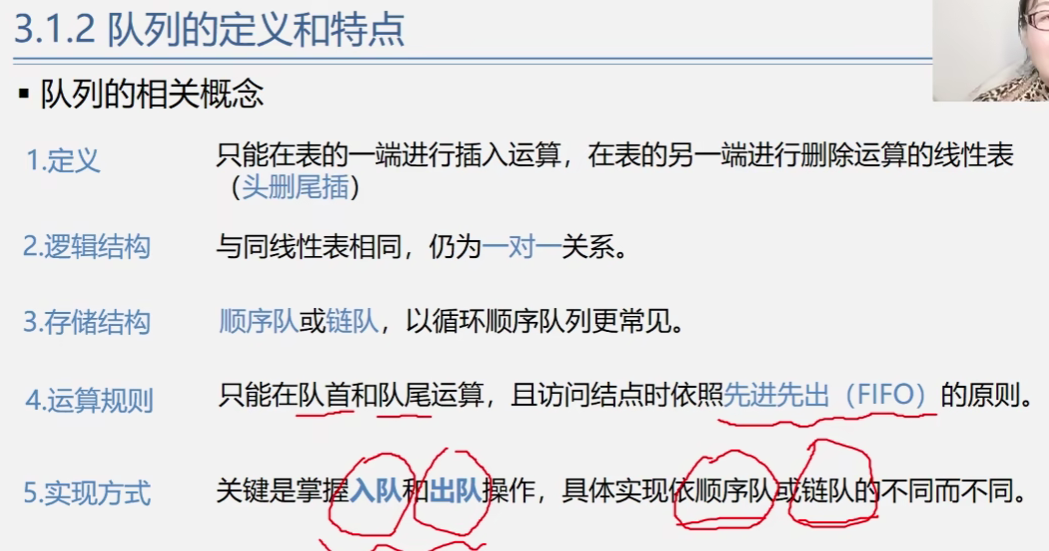 3.1.2 队列的定义和特点
▪ 队列的相关概念
1.定义 只能在表的一端进行插入运算，在表的另一端进行删除运算的线性表
（头删尾插）
2.逻辑结构 与同线性表相同，仍为一对一关系。
3.存储结构 顺序队或链队，以循环顺序队列更常见。
4.运算规则 只能在队首和队尾运算，且访问结点时依照先进先出（FIFO）的原则。
5.实现方式 关键是掌握入队和出队操作，具体实现依顺序队或链队的不同而不同。